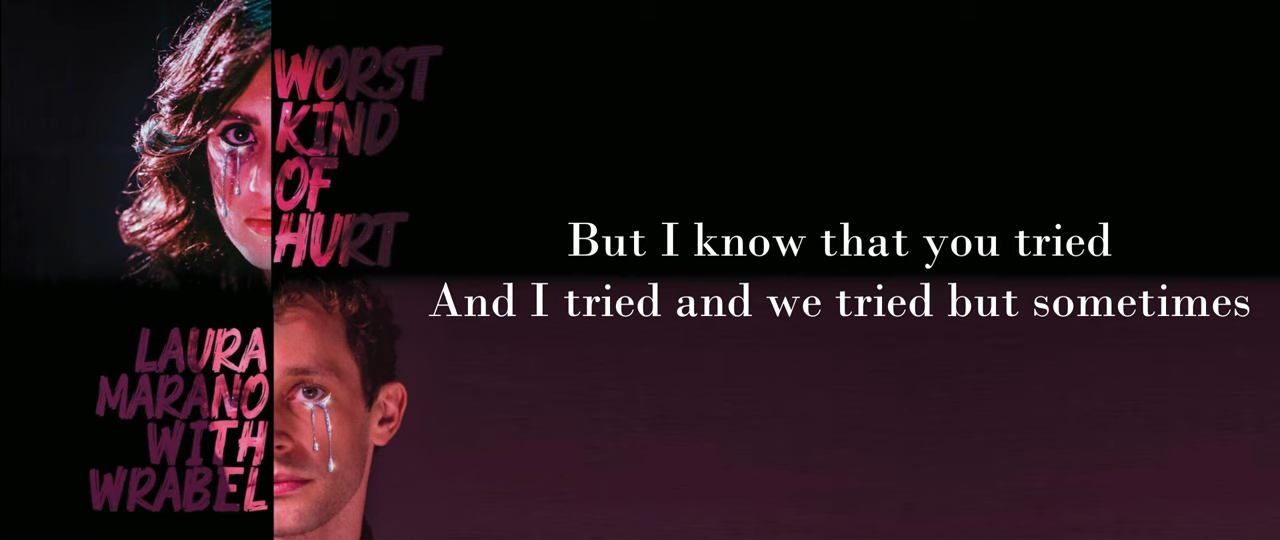 WORST
KIND
OF
HURT
But I know that you tried
And I tried and we tried but sometimes
LAURA
MARANO
WITH
WRABEL